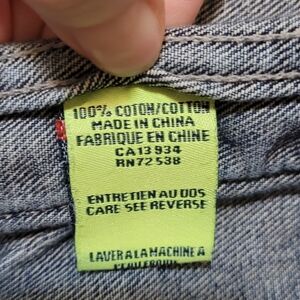 100% COTON/COTTON
MADE IN CHINA
FABRIQUE EN CHINE
CA13934
RN72538
ENTRETIEN AU DOS
CARE SEE REVERSE
LAVER A LA MACHINE A